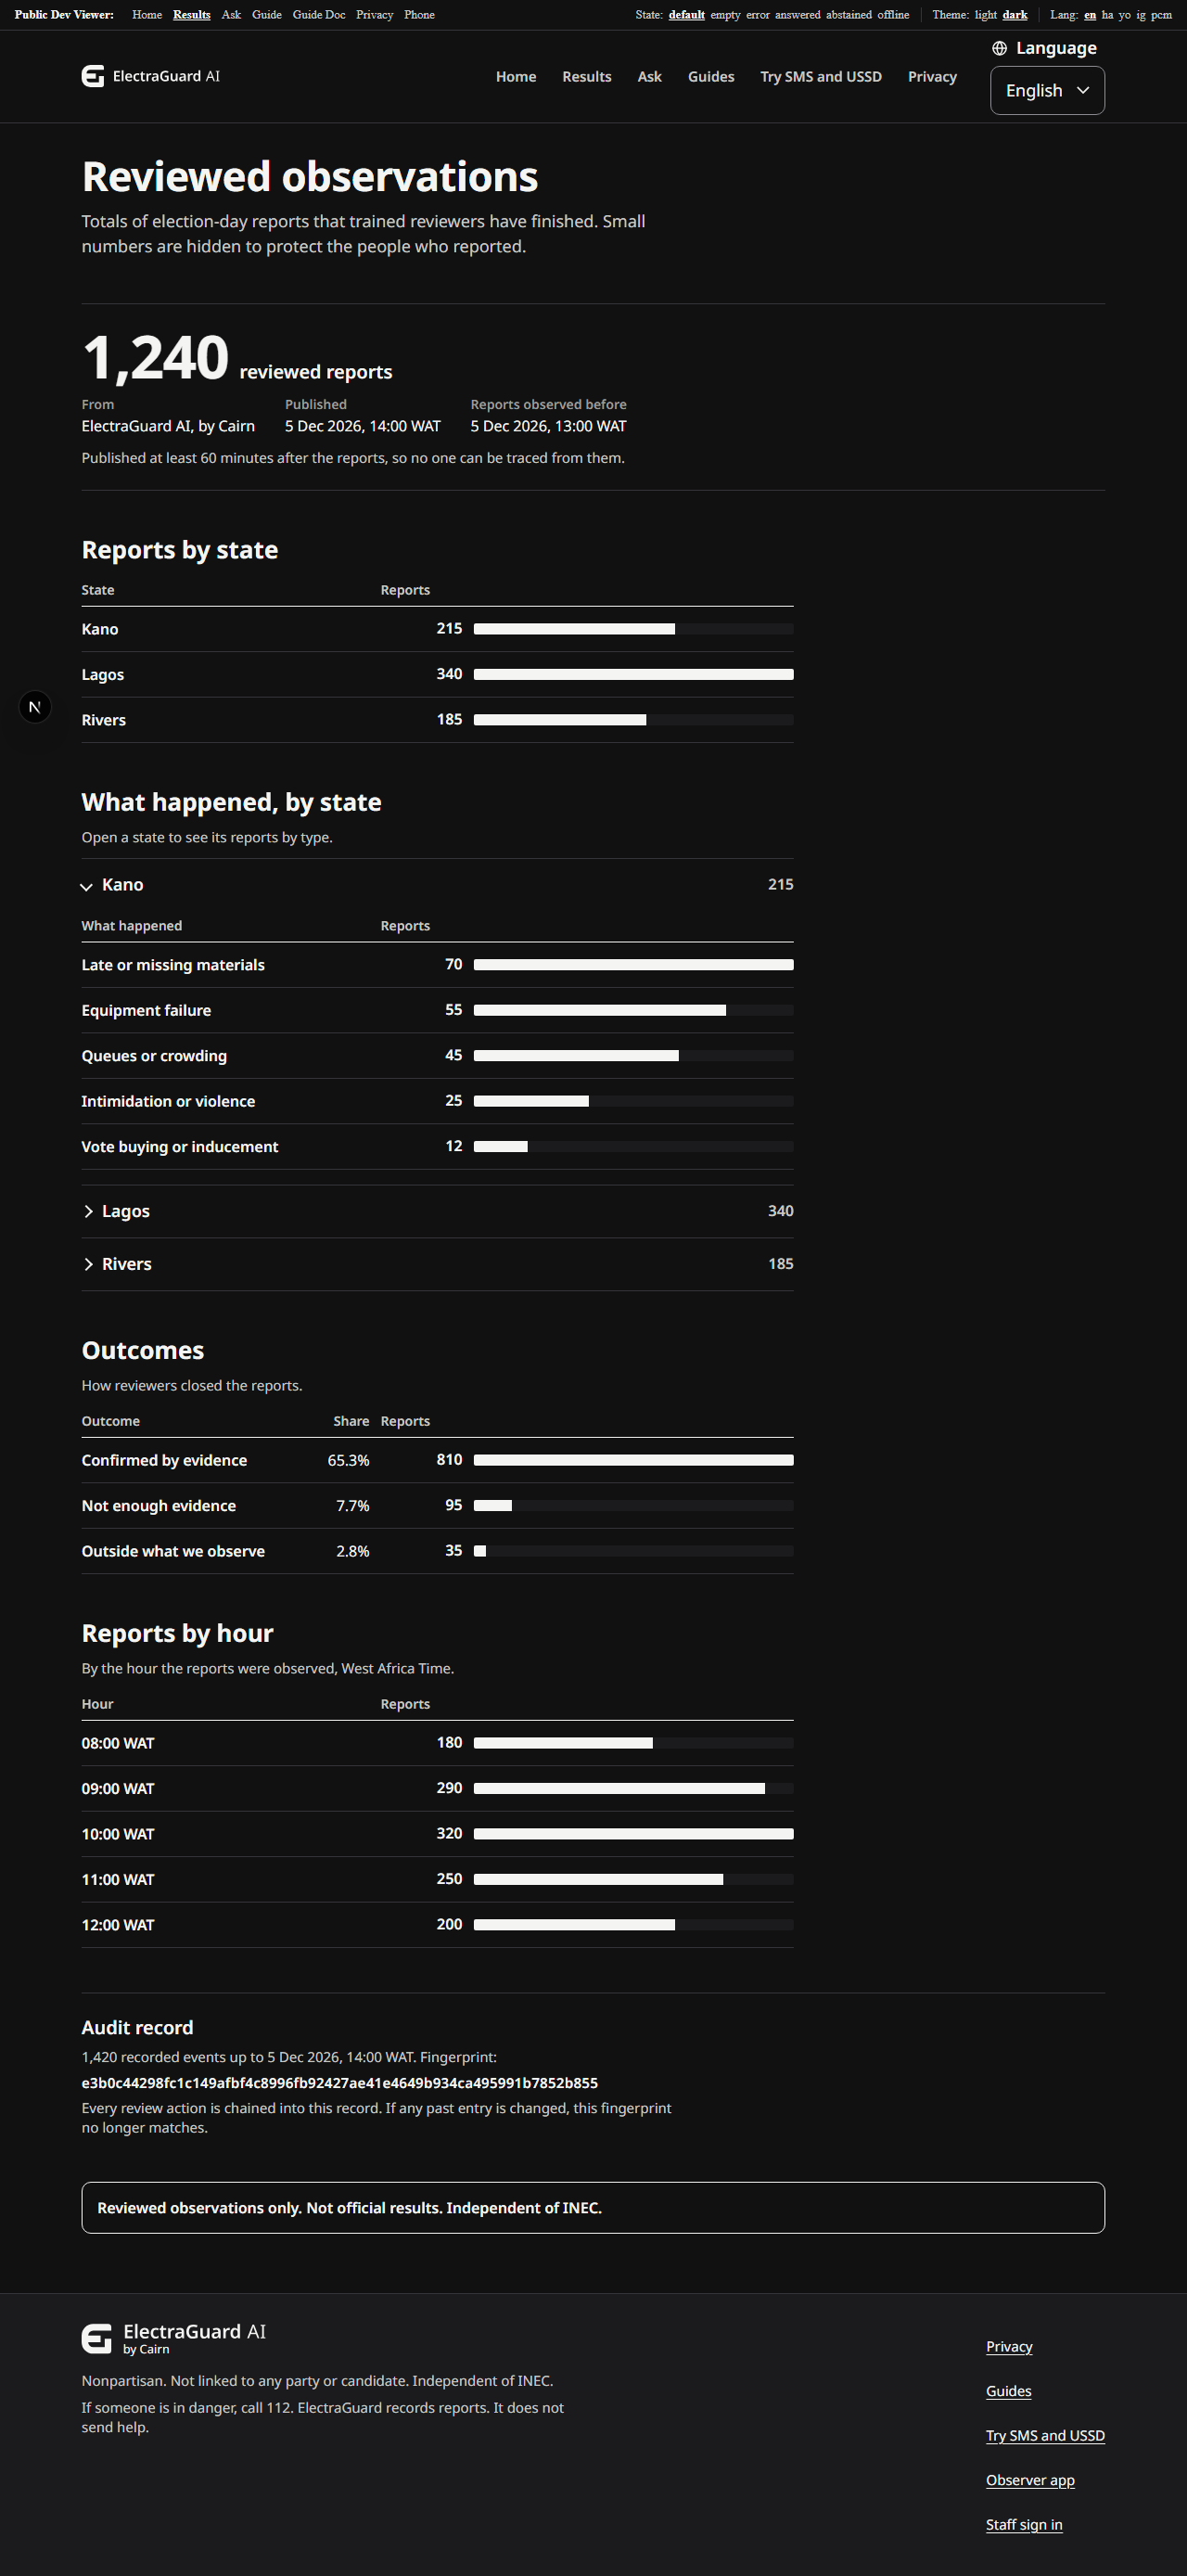 Public Dev Viewer: Home Results Ask Guide Guide Doc Privacy Phone State: default empty error answered abstained offline Theme: light dark Lang: en ha yo ig pcm
ElectraGuard AI
Home Results Ask Guides Try SMS and USSD Privacy
Language
English
Reviewed observations
Totals of election-day reports that trained reviewers have finished. Small
numbers are hidden to protect the people who reported.
1,240 reviewed reports
From Published Reports observed before
ElectraGuard AI, by Cairn 5 Dec 2026, 14:00 WAT 5 Dec 2026, 13:00 WAT
Published at least 60 minutes after the reports, so no one can be traced from them.
Reports by state
State Reports
Kano 215
Lagos 340
N
Rivers 185
What happened, by state
Open a state to see its reports by type.
Kano 215
What happened Reports
Late or missing materials 70
Equipment failure 55
Queues or crowding 45
Intimidation or violence 25
Vote buying or inducement 12
Lagos 340
Rivers 185
Outcomes
How reviewers closed the reports.
Outcome Share Reports
Confirmed by evidence 65.3% 810
Not enough evidence 7.7% 95
Outside what we observe 2.8% 35
Reports by hour
By the hour the reports were observed, West Africa Time.
Hour Reports
08:00 WAT 180
09:00 WAT 290
10:00 WAT 320
11:00 WAT 250
12:00 WAT 200
Audit record
1,420 recorded events up to 5 Dec 2026, 14:00 WAT. Fingerprint:
e3b0c44298fc1c149afbf4c8996fb92427ae41e4649b934ca495991b7852b855
Every review action is chained into this record. If any past entry is changed, this fingerprint
no longer matches.
Reviewed observations only. Not official results. Independent of INEC.
ElectraGuard AI
by Cairn
Nonpartisan. Not linked to any party or candidate. Independent of INEC.
If someone is in danger, call 112. ElectraGuard records reports. It does not
send help.
Privacy
Guides
Try SMS and USSD
Observer app
Staff sign in